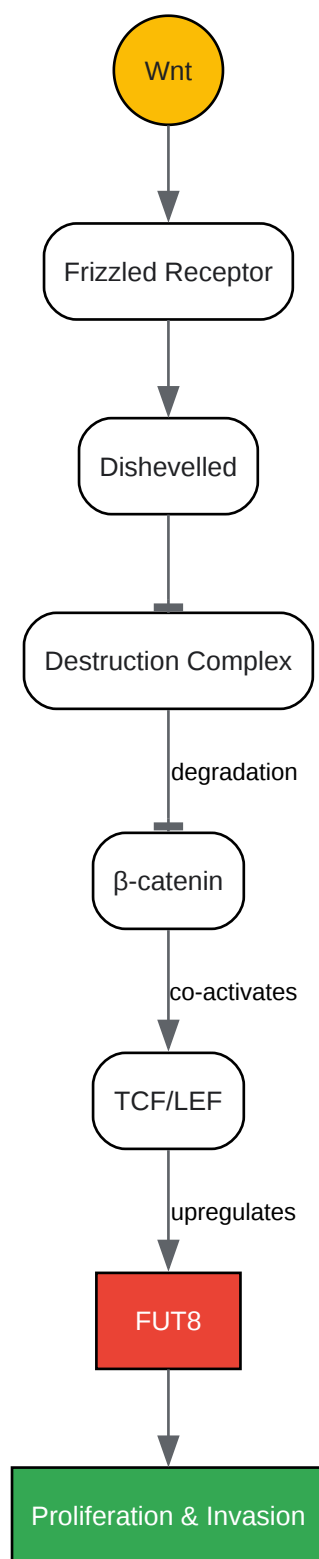 Wnt
Frizzled Receptor
Dishevelled
Destruction Complex
degradation
β-catenin
co-activates
TCF/LEF
upregulates
FUT8
Proliferation & Invasion